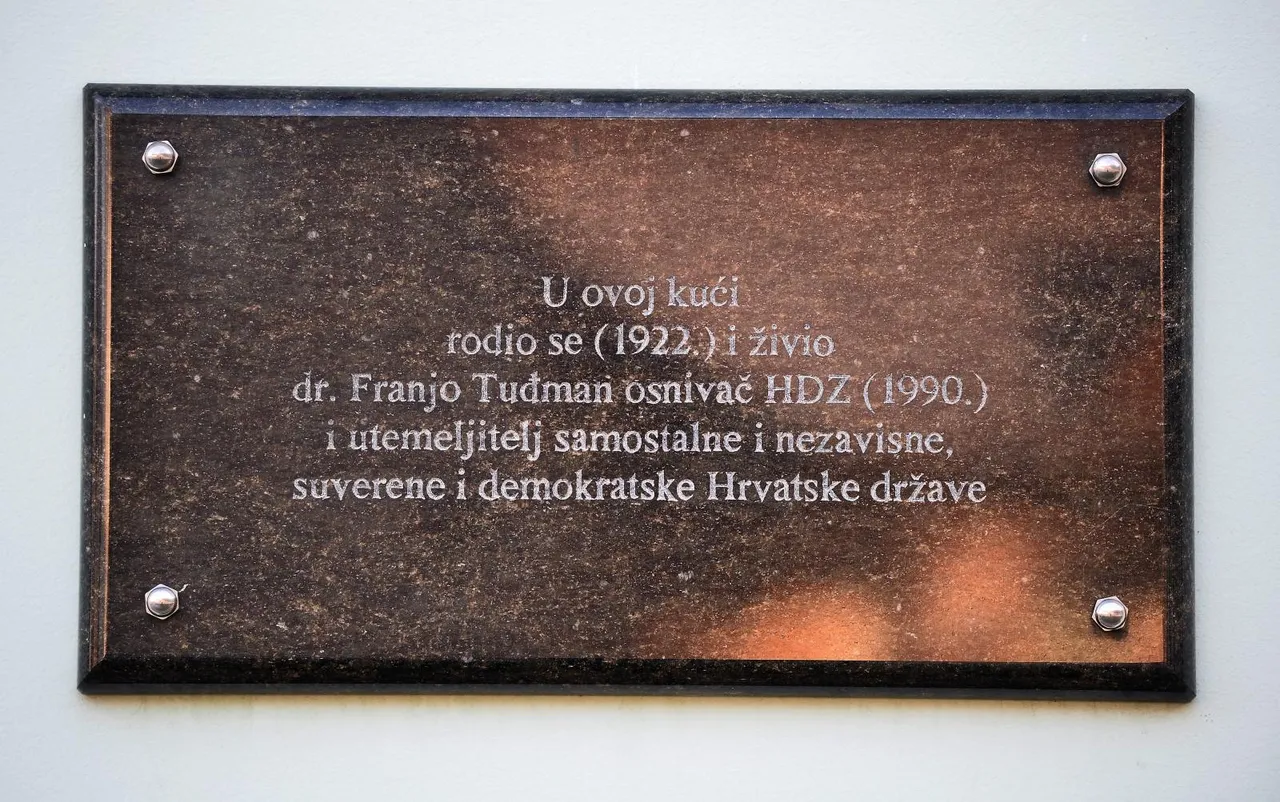 U ovoj kući
rodio se (1922.) i živio
dr. Franjo Tuđman osnivač HDZ (1990.)
i utemeljitelj samostalne i nezavisne,
suverene i demokratske Hrvatske države